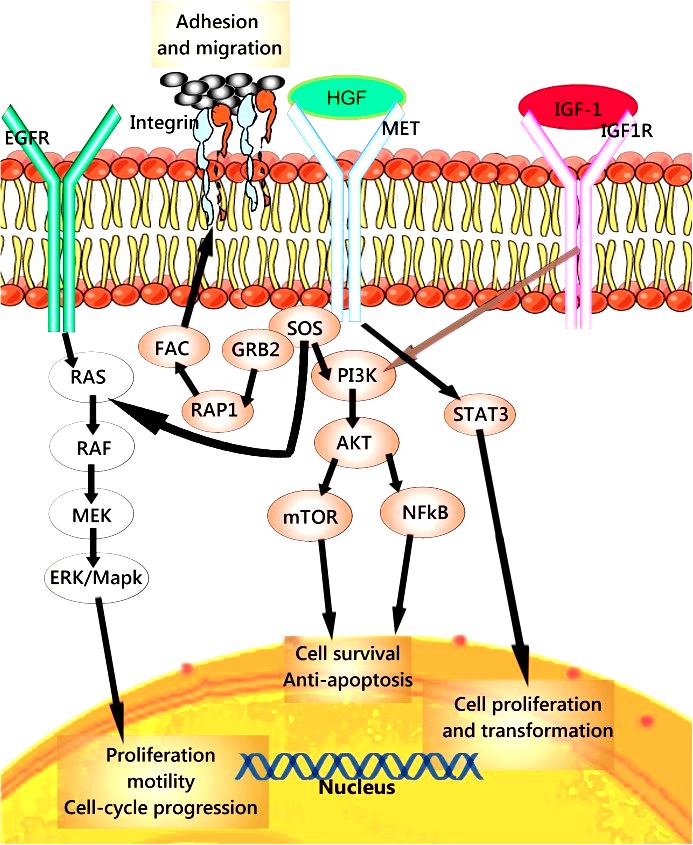 Adhesion
and migration
HGF
IGF-1
EGFR
Integrin
MET
IGF1R
SOS
FAC
GRB2
RAS
PI3K
RAP1
STAT3
RAF
AKT
MEK
mTOR
NFkB
ERK/Mapk
Cell survival
Anti-apoptosis
Cell proliferation
and transformation
Proliferation
motility
Cell-cycle progression
Nucleus